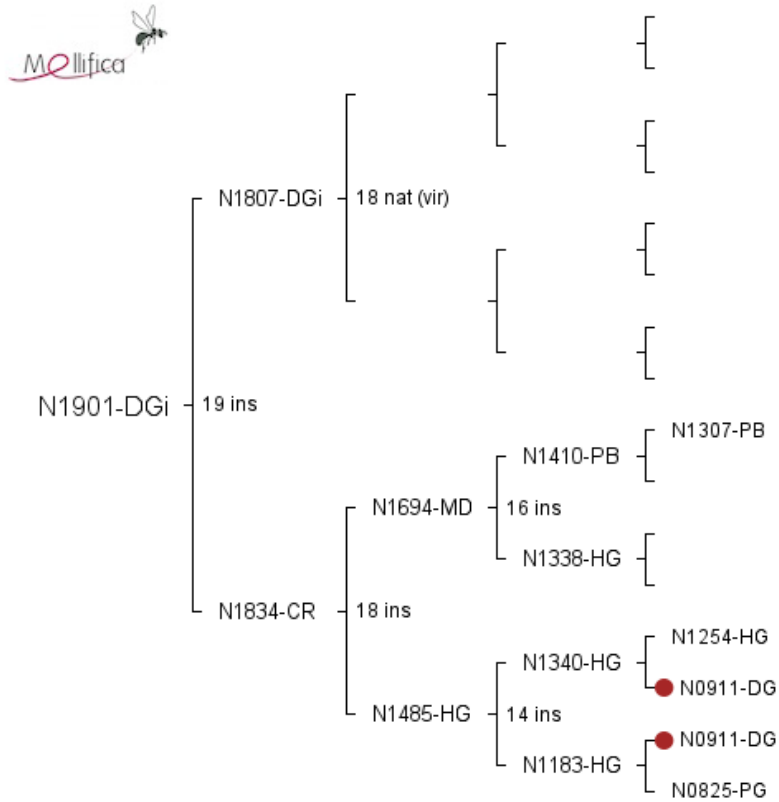 Mellifica
N1807-DGi
18 nat (vir)
N1901-DGi
19 ins
N1307-PB
N1410-PB
N1694-MD
16 ins
N1338-HG
N1834-CR
18 ins
N1254-HG
N1340-HG
N0911-DG
N1485-HG
14 ins
N0911-DG
N1183-HG
N0825-PG